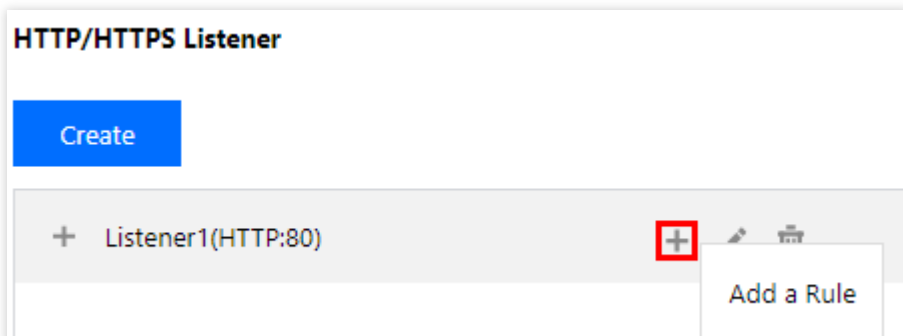 HTTP/HTTPS Listener
Create
Listener1(HTTP:80)
Add a Rule